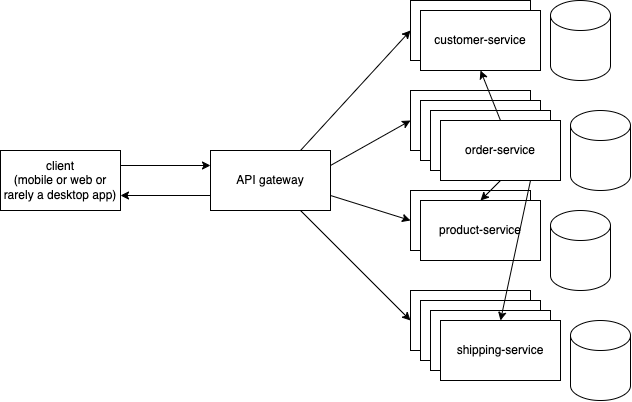 customer-service
order-service
client
(mobile or web or
rarely a desktop app)
API gateway
product-service
shipping-service